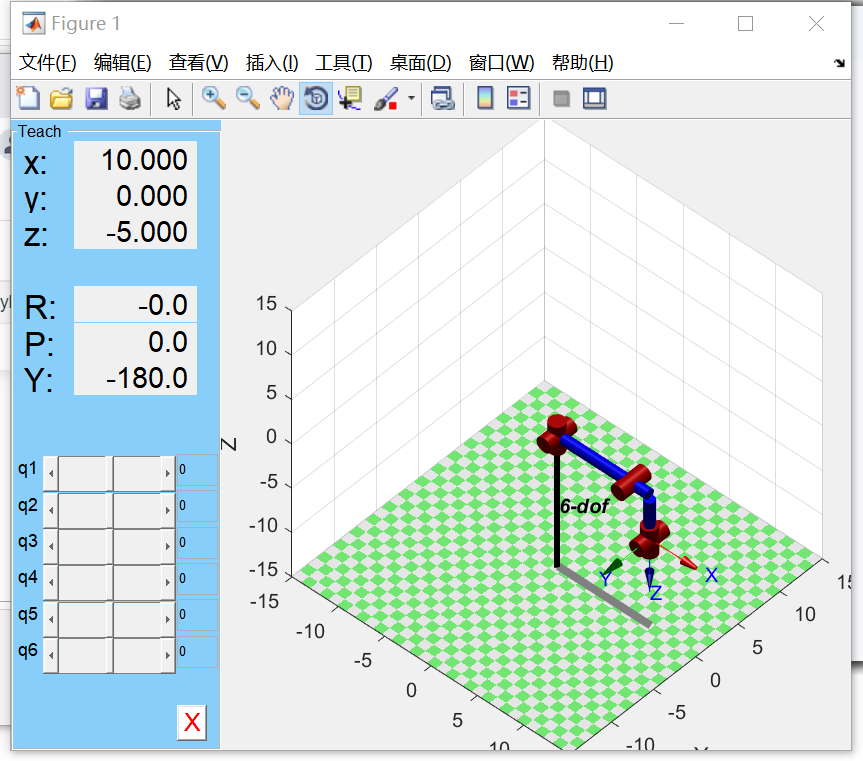 Figure 1
文件(F) 编辑(E) 查看(V) 插入(I) 工具(T) 桌面(D) 窗口(W) 帮助(H)
Teach
x: 10.000
y: 0.000
z: -5.000
R: -0.0
P: 0.0
Y: -180.0
q1 0
q2 0
q3 0
q4 0
q5 0
q6 0
X
15
10
5
0
-5
-10
-15
Z
-15
-10
-5
0
5
10
15
10
5
0
-5
-10
6-dof
X
Y
Z